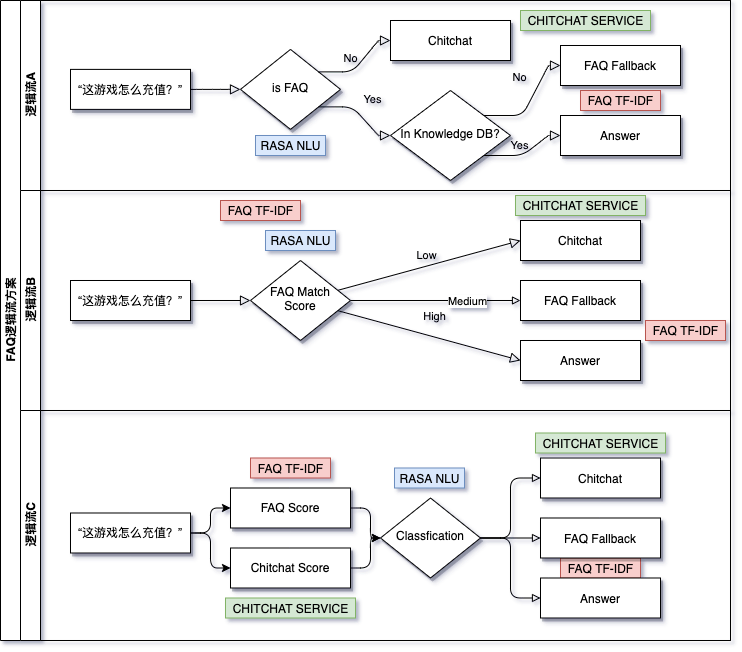 FAQ逻辑流方案
逻辑流A
CHITCHAT SERVICE
Chitchat
No
“这游戏怎么充值？”
is FAQ
Yes
RASA NLU
In Knowledge DB?
No
FAQ Fallback
FAQ TF-IDF
Yes
Answer
逻辑流B
FAQ TF-IDF
RASA NLU
CHITCHAT SERVICE
“这游戏怎么充值？”
FAQ Match
Score
Low
Chitchat
Medium
FAQ Fallback
High
FAQ TF-IDF
Answer
逻辑流C
FAQ TF-IDF
RASA NLU
CHITCHAT SERVICE
“这游戏怎么充值？”
FAQ Score
Chitchat Score
CHITCHAT SERVICE
Classfication
Chitchat
FAQ Fallback
FAQ TF-IDF
Answer